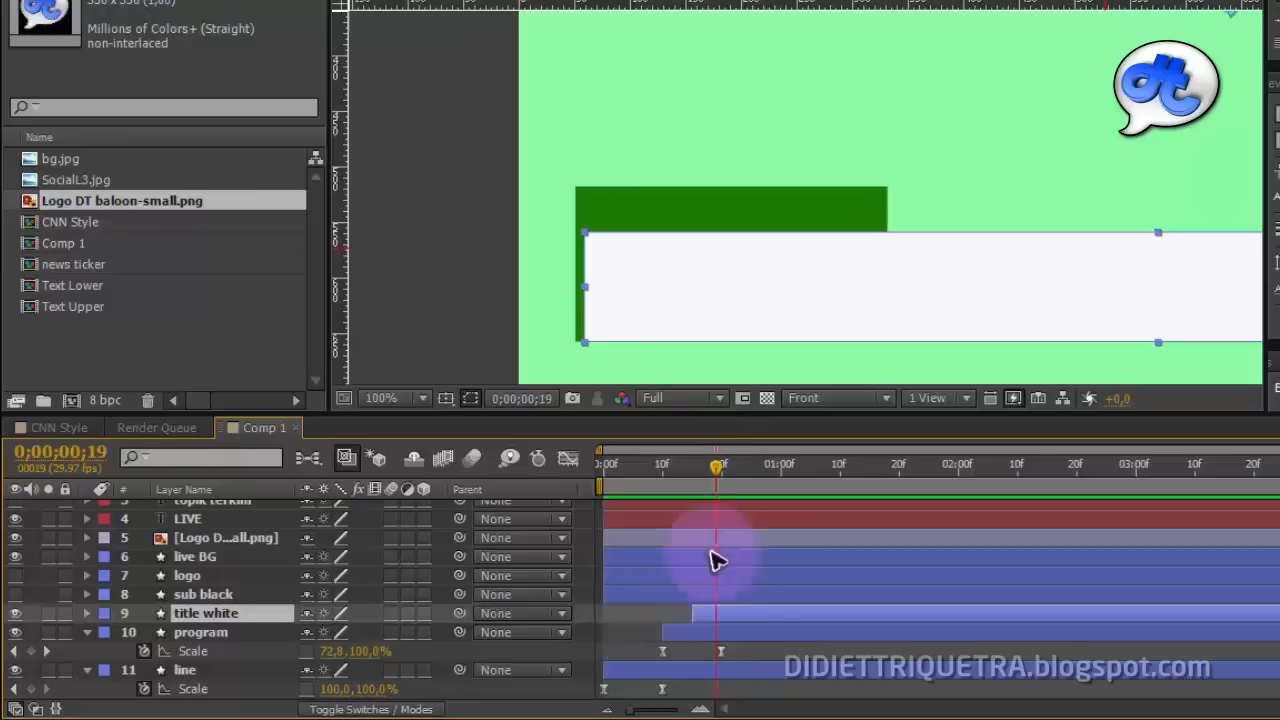 Millions of Colors+ (Straight)
non-interlaced
Name
bg.jpg
SocialL3.jpg
Logo DT baloon-small.png
CNN Style
Comp 1
news ticker
Text Lower
Text Upper
8 bpc
dt
100%
0;00;00;19
Full
Front
1 View
+0,0
CNN Style
Render Queue
Comp 1
0;00;00;19
00019 (29.97 fps)
0:00f 10f 01:00f 10f 20f 02:00f 10f 20f 03:00f 10f 20f
# Layer Name fx Parent
4 LIVE None
5 [Logo D...all.png] None
6 live BG None
7 logo None
8 sub black None
9 title white None
10 program None
Scale 72,8,100,0%
11 line None
Scale 100,0,100,0%
Toggle Switches / Modes
DIDIETTRIQUETRA.blogspot.com